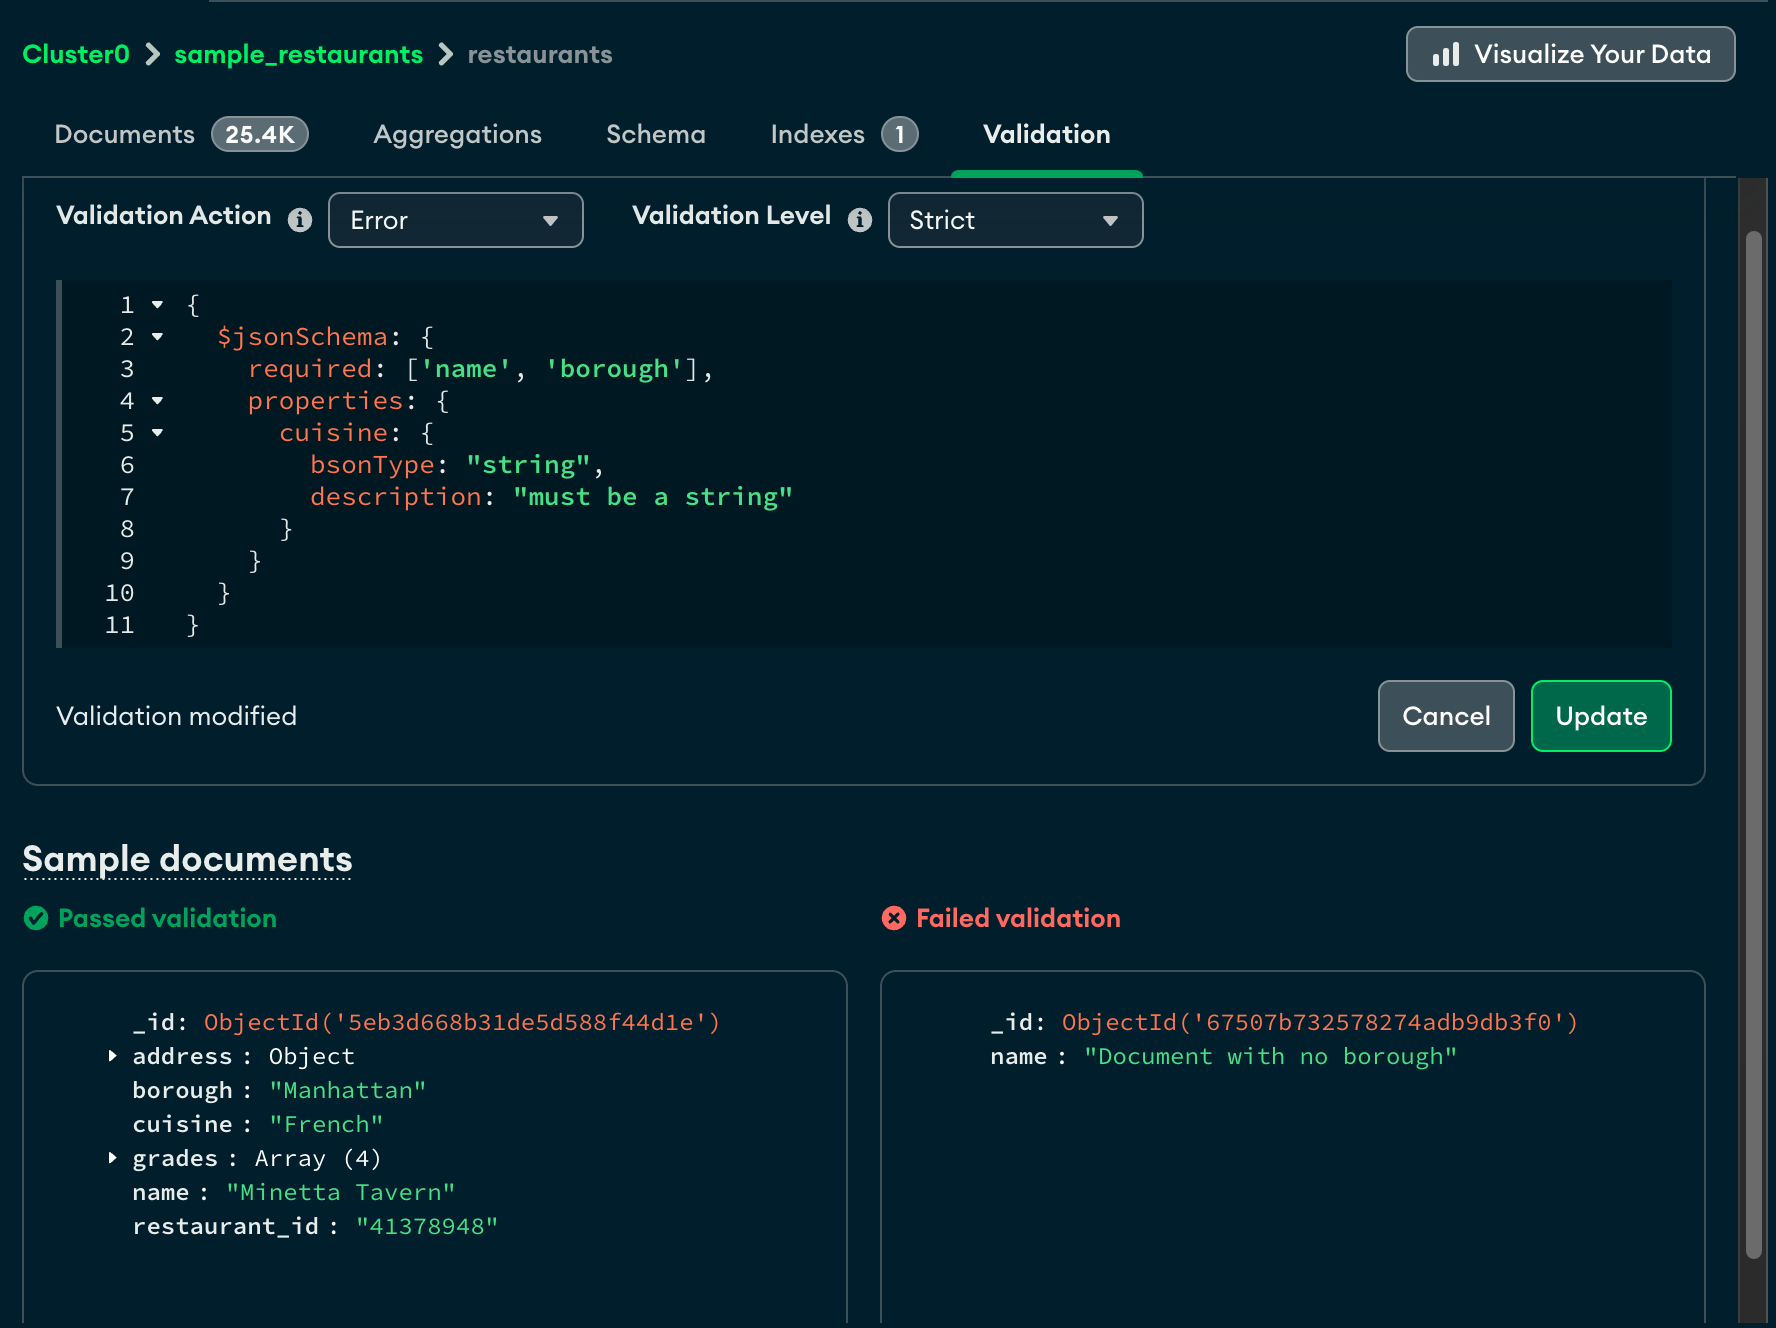 Cluster0 > sample_restaurants > restaurants
Visualize Your Data
Documents 25.4K Aggregations Schema Indexes 1 Validation
Validation Action Error Validation Level Strict
1 {
2 $jsonSchema: {
3 required: ['name', 'borough'],
4 properties: {
5 cuisine: {
6 bsonType: "string",
7 description: "must be a string"
8 }
9 }
10 }
11 }
Validation modified
Cancel Update
Sample documents
Passed validation
Failed validation
_id: ObjectId('5eb3d668b31de5d588f44d1e')
address : Object
borough : "Manhattan"
cuisine : "French"
grades : Array (4)
name : "Minetta Tavern"
restaurant_id : "41378948"
_id: ObjectId('67507b732578274adb9db3f0')
name : "Document with no borough"